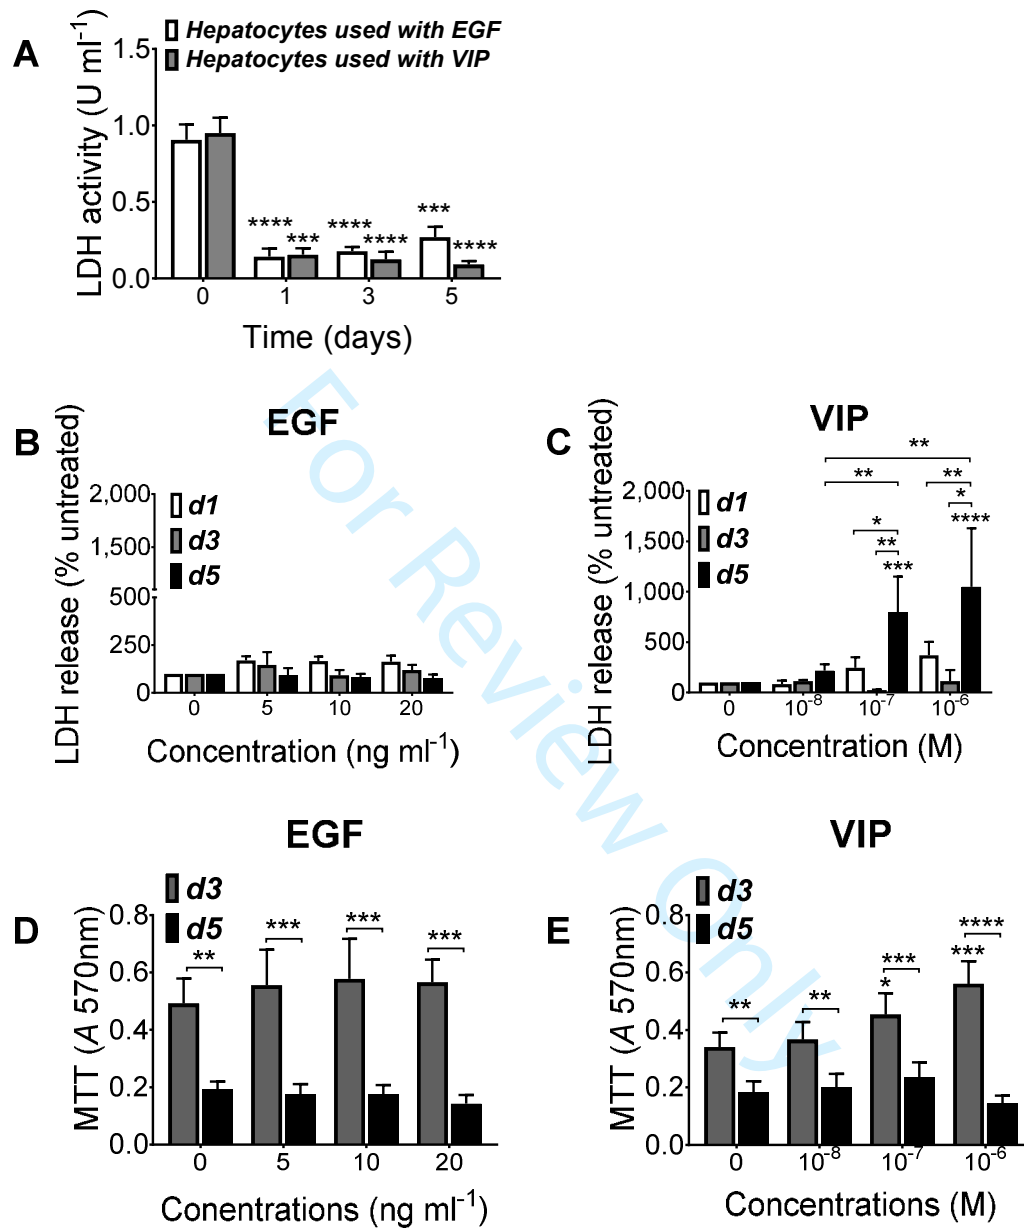 A
Hepatocytes used with EGF
Hepatocytes used with VIP
LDH activity (U ml⁻¹)
1.5
1.0
0.5
0.0
**** *** **** **** *** ****
0 1 3 5
Time (days)
B
EGF
LDH release (% untreated)
d1
d3
d5
2,000
1,500
500
250
0
0 5 10 20
Concentration (ng ml⁻¹)
C
VIP
LDH release (% untreated)
d1
d3
d5
2,000
1,500
1,000
500
0
**
** **
*
****
*
**
***
0 10⁻⁸ 10⁻⁷ 10⁻⁶
Concentration (M)
D
EGF
MTT (A 570nm)
d3
d5
0.8
0.6
0.4
0.2
0.0
** *** *** ***
0 5 10 20
Conentrations (ng ml⁻¹)
E
VIP
MTT (A 570nm)
d3
d5
0.8
0.6
0.4
0.2
0.0
** ** *** ****
* ***
0 10⁻⁸ 10⁻⁷ 10⁻⁶
Concentrations (M)
For Review Only